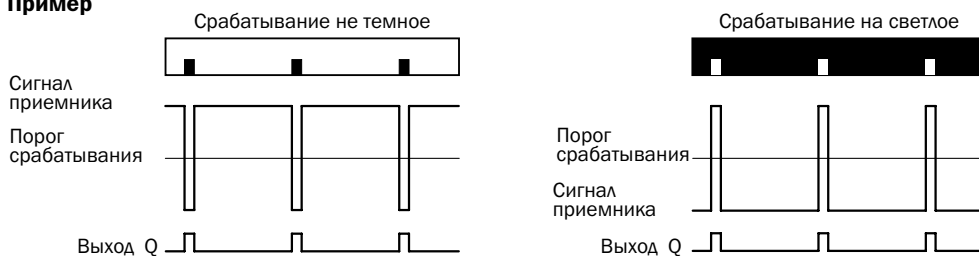 Пример
Срабатывание не темное
Сигнал
приемника
Порог
срабатывания
Выход Q
Срабатывание на светлое
Порог
срабатывания
Сигнал
приемника
Выход Q